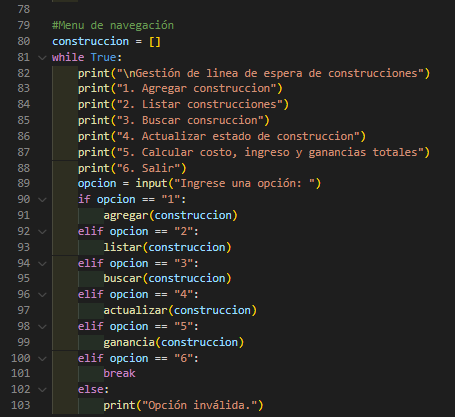 78
79 #Menu de navegación
80 construccion = []
81 while True:
82     print("\nGestión de linea de espera de construcciones")
83     print("1. Agregar construccion")
84     print("2. Listar construcciones")
85     print("3. Buscar consruccion")
86     print("4. Actualizar estado de construccion")
87     print("5. Calcular costo, ingreso y ganancias totales")
88     print("6. Salir")
89     opcion = input("Ingrese una opción: ")
90     if opcion == "1":
91         agregar(construccion)
92     elif opcion == "2":
93         listar(construccion)
94     elif opcion == "3":
95         buscar(construccion)
96     elif opcion == "4":
97         actualizar(construccion)
98     elif opcion == "5":
99         ganancia(construccion)
100     elif opcion == "6":
101         break
102     else:
103         print("Opción inválida.")